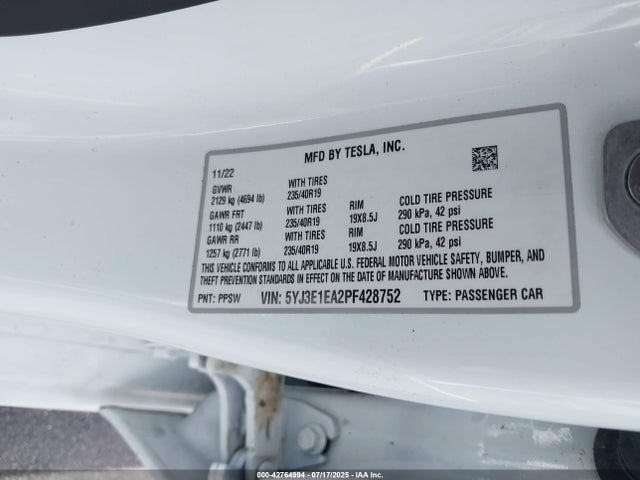 MFD BY TESLA, INC.
11/22
GVWR
2129 kg (4694 lb)
WITH TIRES
235/40R19
GAWR FRT
1110 kg (2447 lb)
WITH TIRES
235/40R19
RIM
19X8.5J
COLD TIRE PRESSURE
290 kPa, 42 psi
GAWR RR
1257 kg (2771 lb)
WITH TIRES
235/40R19
RIM
19X8.5J
COLD TIRE PRESSURE
290 kPa, 42 psi
THIS VEHICLE CONFORMS TO ALL APPLICABLE U.S. FEDERAL MOTOR VEHICLE SAFETY, BUMPER, AND
THEFT PREVENTION STANDARDS IN EFFECT ON THE DATE OF MANUFACTURE SHOWN ABOVE.
PNT: PPSW VIN: 5YJ3E1EA2PF428752 TYPE: PASSENGER CAR
000-42764994 - 07/17/2025 - IAA Inc.